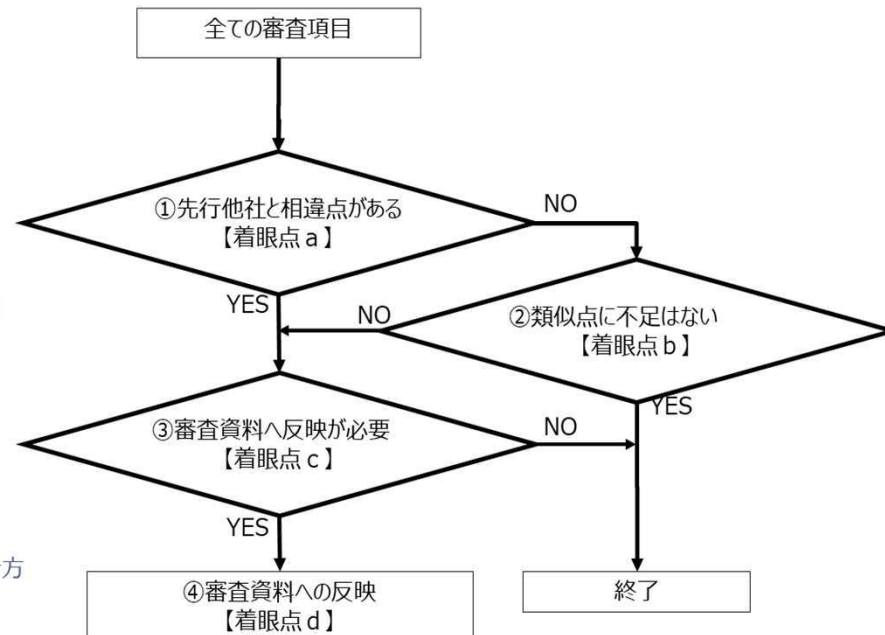 全ての審査項目
①先行他社と相違点がある
【着眼点a】
NO
YES
②類似点に不足はない
【着眼点b】
NO
YES
③審査資料へ反映が必要
【着眼点c】
NO
YES
④審査資料への反映
【着眼点d】
終了
方